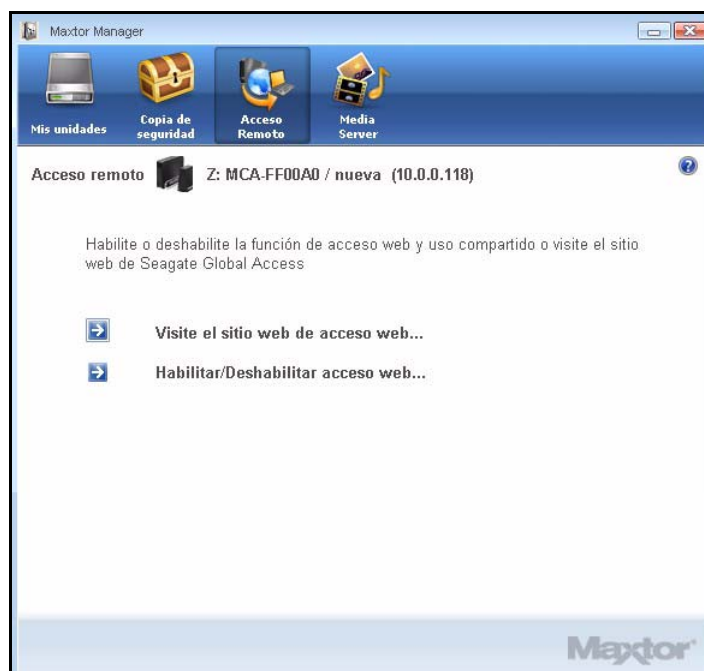 Maxtor Manager
Mis unidades
Copia de
seguridad
Acceso
Remoto
Media
Server
Acceso remoto Z: MCA-FF00A0 / nueva (10.0.0.118)
?
Habilite o deshabilite la función de acceso web y uso compartido o visite el sitio
web de Seagate Global Access
Visite el sitio web de acceso web...
Habilitar/Deshabilitar acceso web...
Maxtor